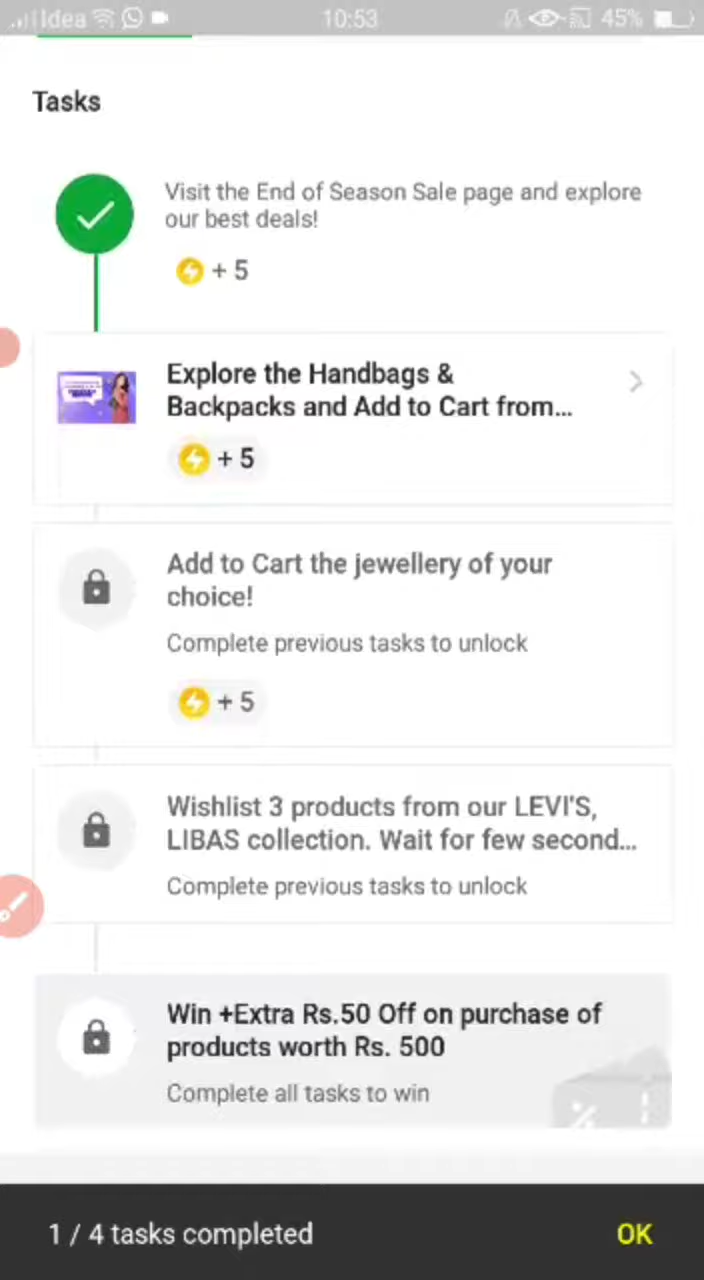 Idea 10:53 45%
Tasks
Visit the End of Season Sale page and explore
our best deals!
+ 5
Explore the Handbags &
Backpacks and Add to Cart from...
+ 5
Add to Cart the jewellery of your
choice!
Complete previous tasks to unlock
+ 5
Wishlist 3 products from our LEVI'S,
LIBAS collection. Wait for few second...
Complete previous tasks to unlock
Win +Extra Rs.50 Off on purchase of
products worth Rs. 500
Complete all tasks to win
1 / 4 tasks completed OK